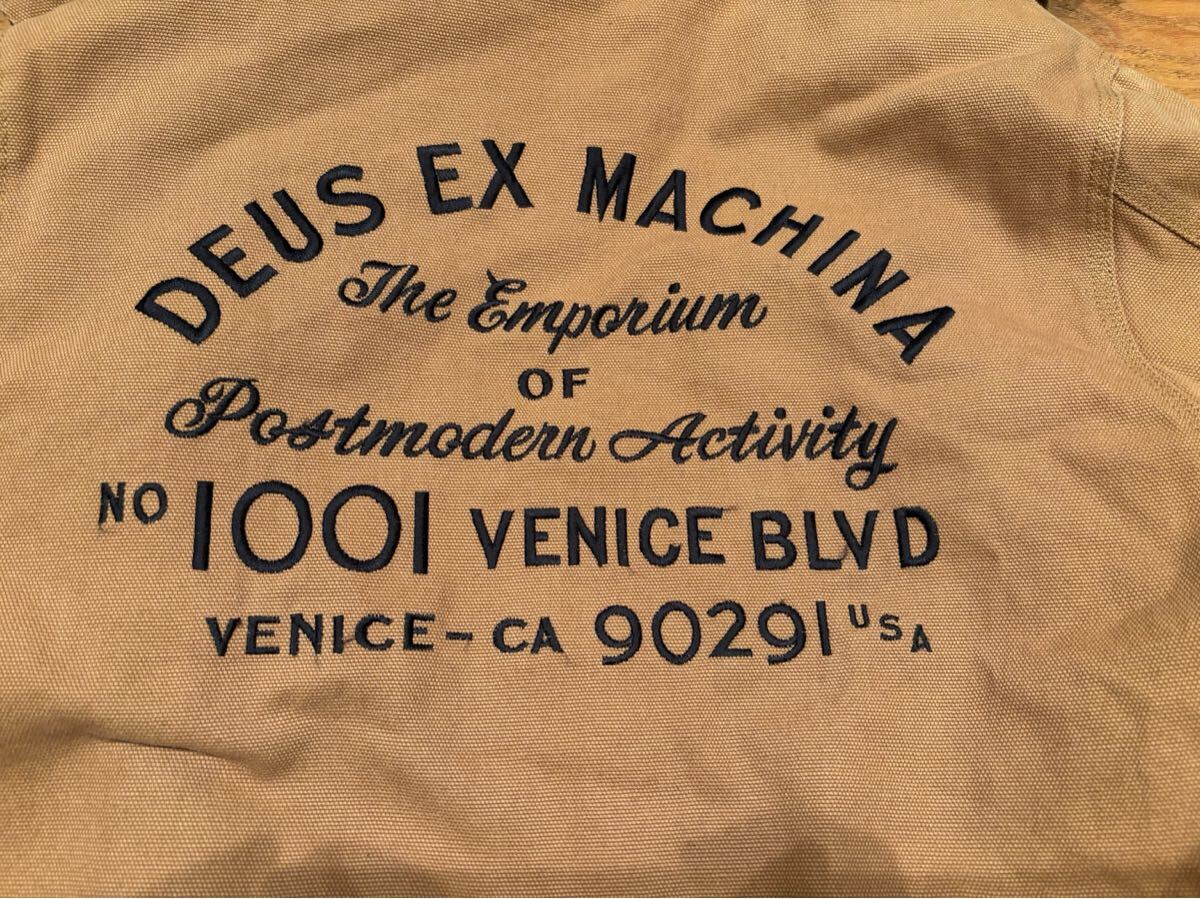 DEUS EX MACHINA
The Emporium
OF
Postmodern Activity
NO 1001 VENICE BLVD
VENICE - CA 90291 USA